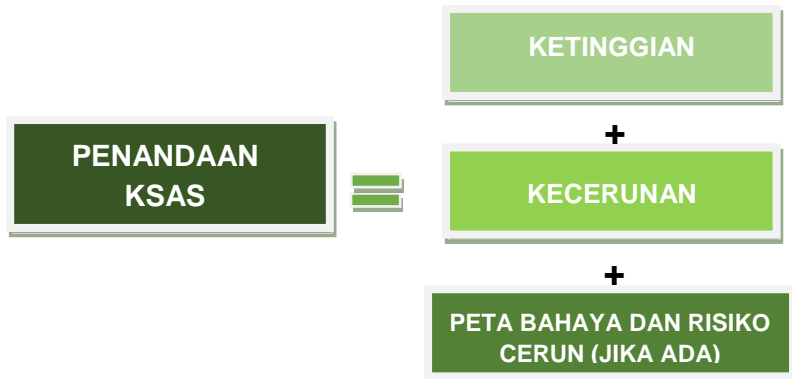 PENANDAAN
KSAS
KETINGGIAN
+
KECERUNAN
+
PETA BAHAYA DAN RISIKO
CERUN (JIKA ADA)